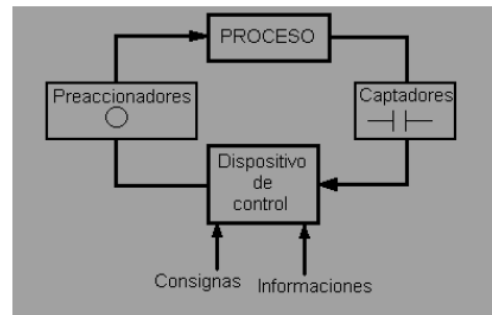 PROCESO
Preaccionadores
Captadores
Dispositivo
de
control
Consignas
Informaciones